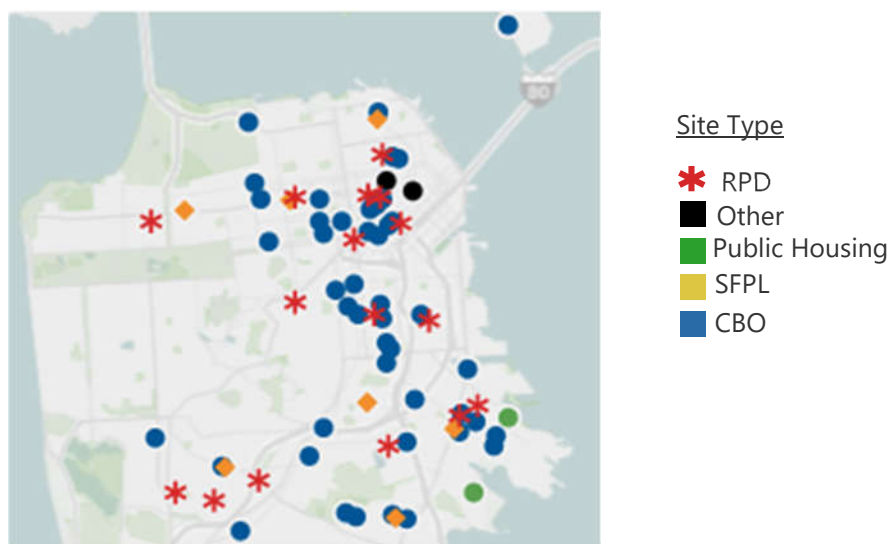 80
Site Type
RPD
Other
Public Housing
SFPL
CBO